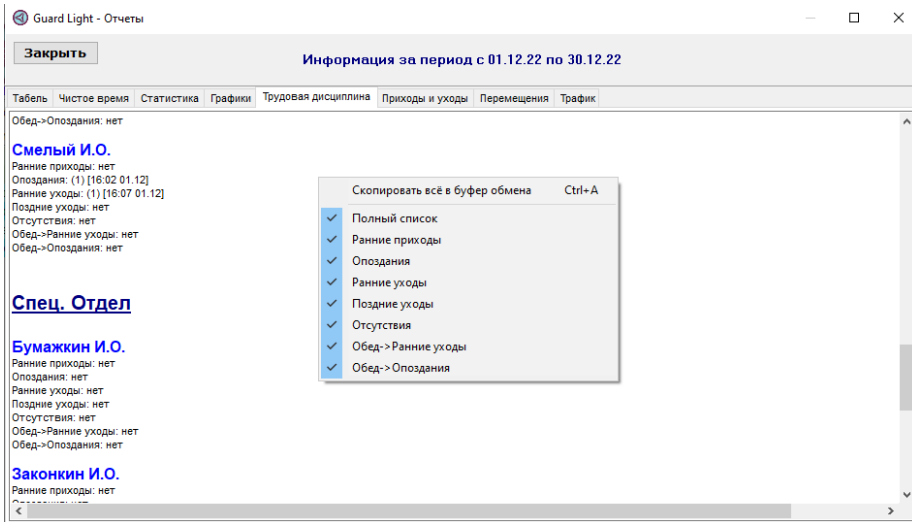 Guard Light - Отчеты
Закрыть
Информация за период с 01.12.22 по 30.12.22
Табель Чистое время Статистика Графики Трудовая дисциплина Приходы и уходы Перемещения Трафик
Обед->Опоздания: нет
Смелый И.О.
Ранние приходы: нет
Опоздания: (1) [16:02 01.12]
Ранние уходы: (1) [16:07 01.12]
Поздние уходы: нет
Отсутствия: нет
Обед->Ранние уходы: нет
Обед->Опоздания: нет
Скопировать всё в буфер обмена Ctrl+A
Полный список
Ранние приходы
Опоздания
Ранние уходы
Поздние уходы
Отсутствия
Обед->Ранние уходы
Обед->Опоздания
Спец. Отдел
Бумажкин И.О.
Ранние приходы: нет
Опоздания: нет
Ранние уходы: нет
Поздние уходы: нет
Отсутствия: нет
Обед->Ранние уходы: нет
Обед->Опоздания: нет
Законкин И.О.
Ранние приходы: нет